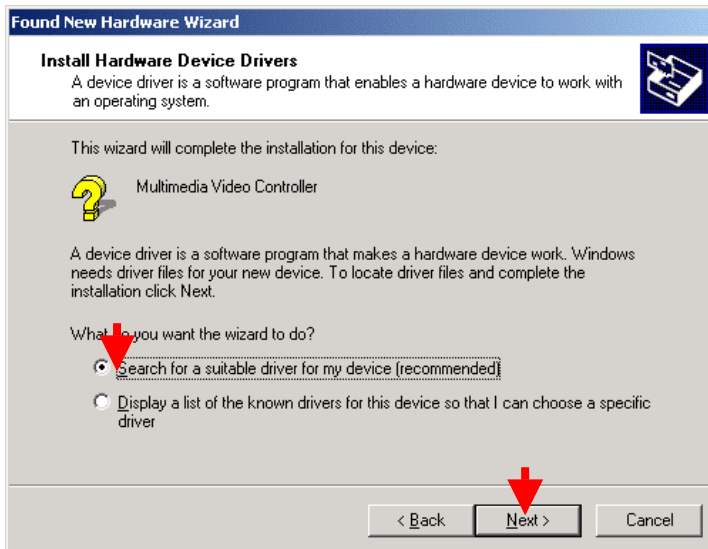 Found New Hardware Wizard
Install Hardware Device Drivers
A device driver is a software program that enables a hardware device to work with
an operating system.
This wizard will complete the installation for this device:
Multimedia Video Controller
A device driver is a software program that makes a hardware device work. Windows
needs driver files for your new device. To locate driver files and complete the
installation click Next.
What do you want the wizard to do?
Search for a suitable driver for my device (recommended)
Display a list of the known drivers for this device so that I can choose a specific
driver
< Back Next > Cancel